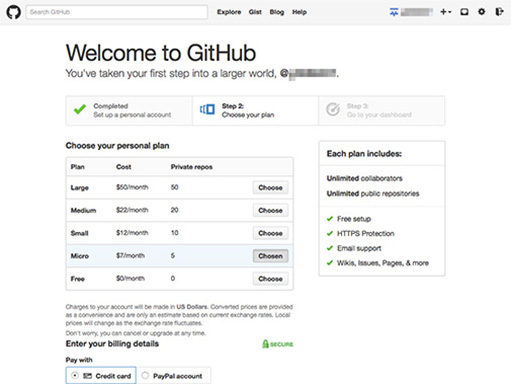 Search GitHub
Explore Gist Blog Help
Welcome to GitHub
You've taken your first step into a larger world, @
Completed
Set up a personal account
Step 2:
Choose your plan
Step 3:
Go to your dashboard
Choose your personal plan
Plan Cost Private repos
Large $50/month 50 Choose
Medium $22/month 20 Choose
Small $12/month 10 Choose
Micro $7/month 5 Chosen
Free $0/month 0 Choose
Each plan includes:
Unlimited collaborators
Unlimited public repositories
Free setup
HTTPS Protection
Email support
Wikis, Issues, Pages, & more
Charges to your account will be made in US Dollars. Converted prices are provided
as a convenience and are only an estimate based on current exchange rates. Local
prices will change as the exchange rate fluctuates.
Don't worry, you can cancel or upgrade at any time.
Enter your billing details
SECURE
Pay with
Credit card PayPal account